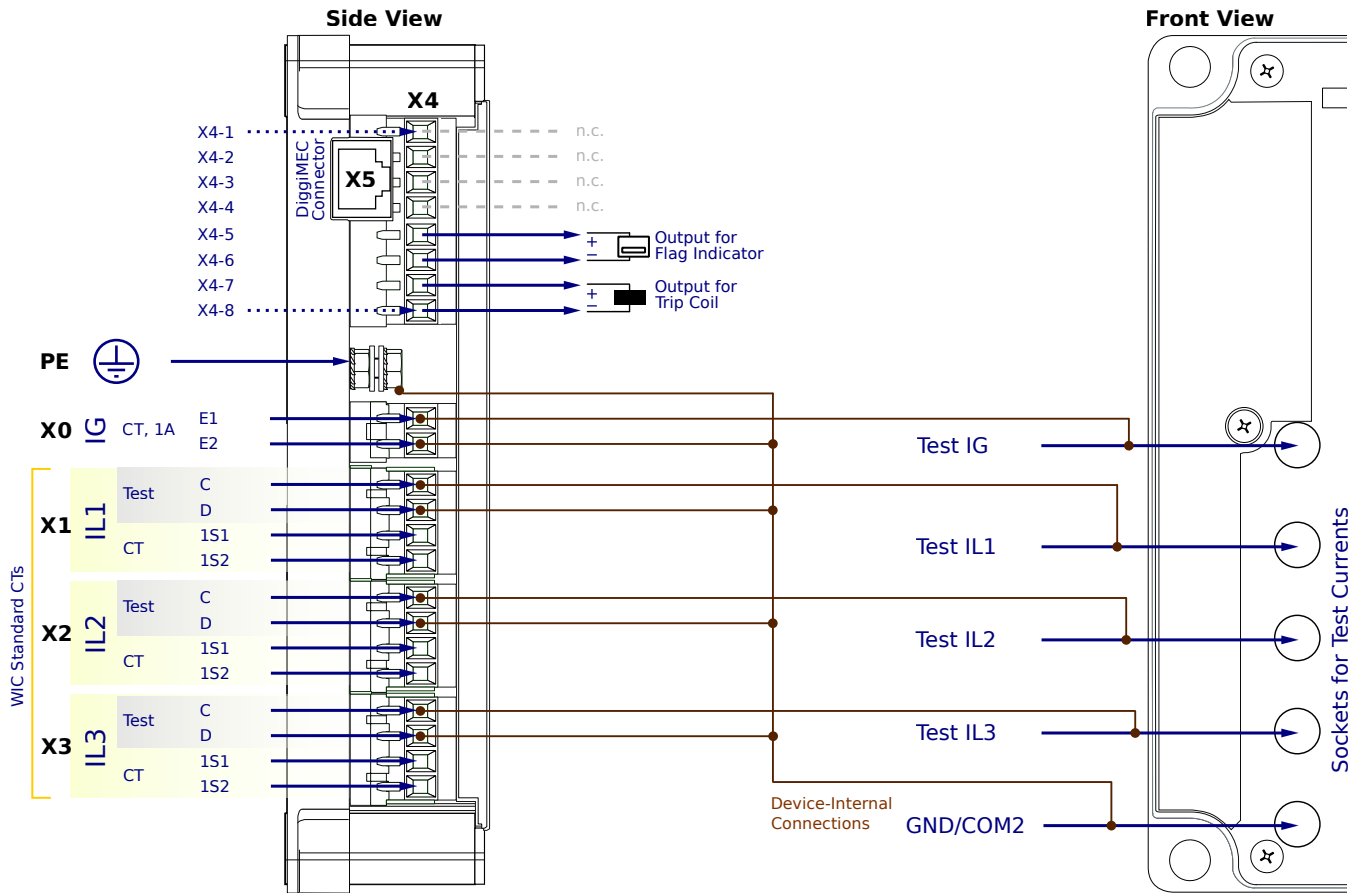 Side View
Front View
X4
X4-1
n.c.
X4-2
n.c.
X4-3
n.c.
X4-4
n.c.
DiggiMEC
Connector
X5
X4-5
+
Output for
Flag Indicator
X4-6
−
X4-7
+
Output for
Trip Coil
X4-8
−
PE
X0
IG
CT, 1A
E1
E2
Test IG
WIC Standard CTs
X1
IL1
Test
C
D
CT
1S1
1S2
Test IL1
X2
IL2
Test
C
D
CT
1S1
1S2
Test IL2
X3
IL3
Test
C
D
CT
1S1
1S2
Test IL3
Device-Internal
Connections
GND/COM2
Sockets for Test Currents